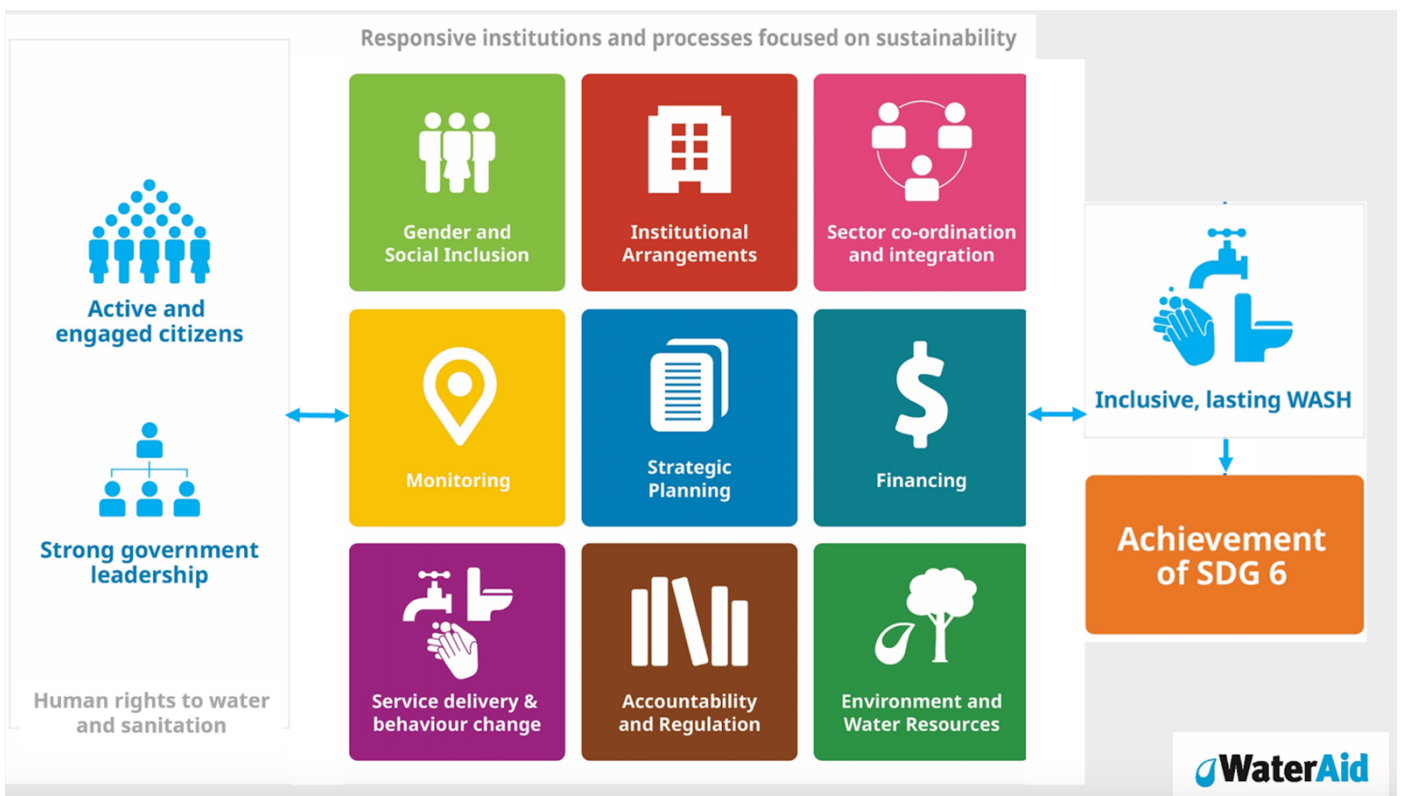 Responsive institutions and processes focused on sustainability
Active and
engaged citizens
Strong government
leadership
Human rights to water
and sanitation
Gender and
Social Inclusion
Institutional
Arrangements
Sector co-ordination
and integration
Monitoring
Strategic
Planning
Financing
Service delivery &
behaviour change
Accountability
and Regulation
Environment and
Water Resources
Inclusive, lasting WASH
Achievement
of SDG 6
WaterAid